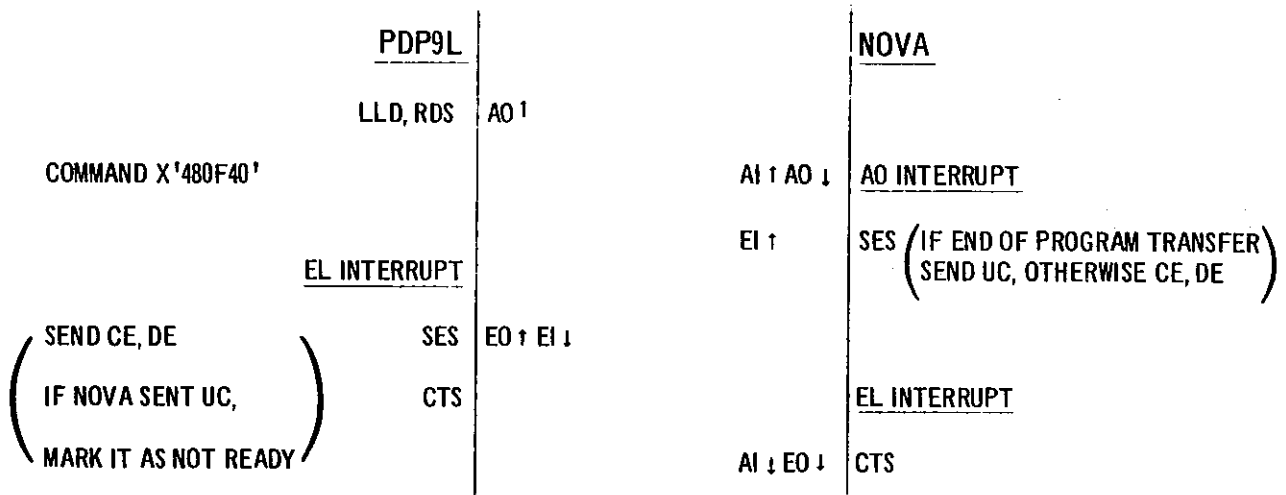 PDP9L NOVA
LLD, RDS AO ↑
COMMAND X'480F40' AI ↑ AO ↓ AO INTERRUPT
EI ↑ SES (IF END OF PROGRAM TRANSFER
SEND UC, OTHERWISE CE, DE)
EL INTERRUPT
(SEND CE, DE SES EO ↑ EI ↓
IF NOVA SENT UC, CTS EL INTERRUPT
MARK IT AS NOT READY) AI ↓ EO ↓ CTS